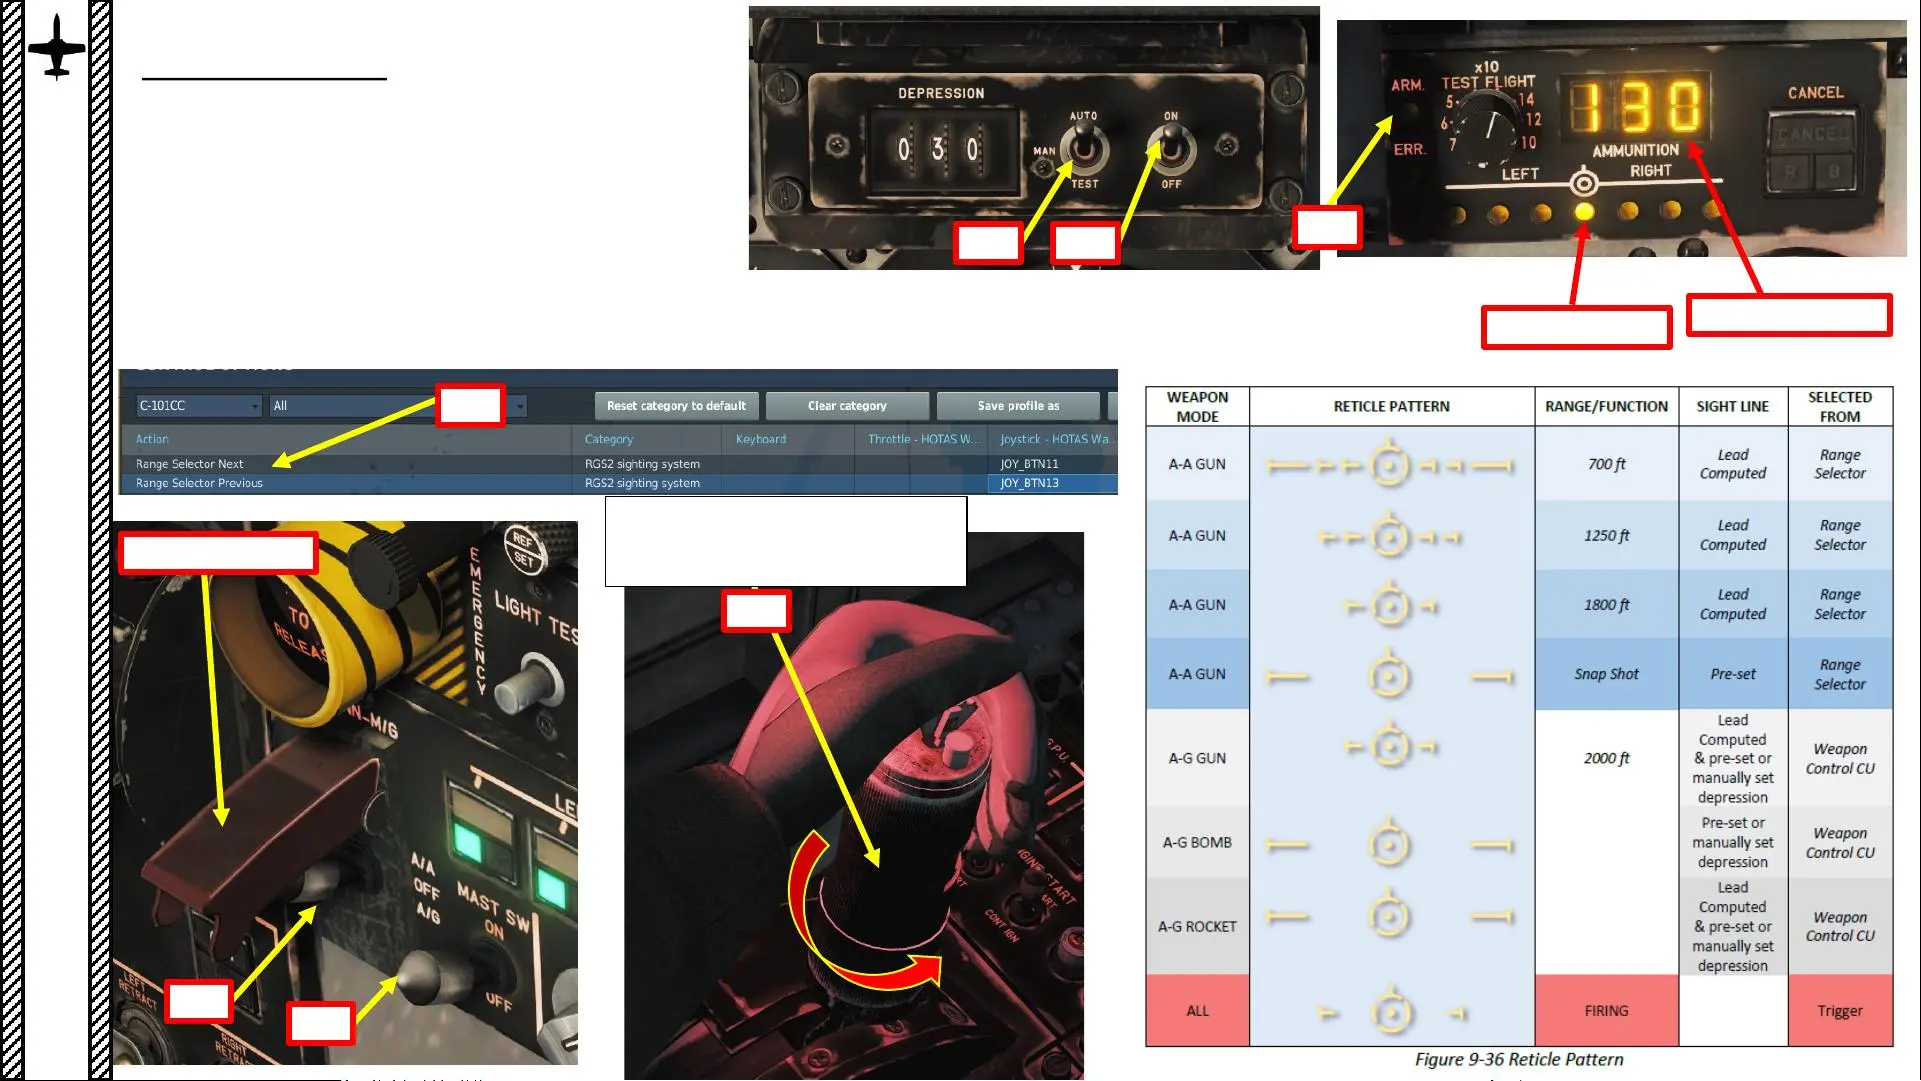 DEPRESSION
0 3 0
AUTO
MAN
TEST
ON
OFF
x10
ARM.
TEST FLIGHT
5
14
6
12
7
10
ERR.
130
AMMUNITION
LEFT
RIGHT
CANCEL
CANCEL
R
B
C-101CC
All
Reset category to default
Clear category
Save profile as
Action
Category
Keyboard
Throttle - HOTAS W...
Joystick - HOTAS Wa...
Range Selector Next
RGS2 sighting system
JOY_BTN11
Range Selector Previous
RGS2 sighting system
JOY_BTN13
REF
SET
EMERGENCY
LIGHT TES
TO
RELEAS
N-M/G
LE
A/A
OFF
A/G
MAST SW
ON
OFF
LEFT
RETRACT
RIGHT
RETRA
G.P.U.
START
CONT IGN
WEAPON MODE
RETICLE PATTERN
RANGE/FUNCTION
SIGHT LINE
SELECTED FROM
A-A GUN
700 ft
Lead Computed
Range Selector
A-A GUN
1250 ft
Lead Computed
Range Selector
A-A GUN
1800 ft
Lead Computed
Range Selector
A-A GUN
Snap Shot
Pre-set
Range Selector
A-G GUN
2000 ft
Lead Computed & pre-set or manually set depression
Weapon Control CU
A-G BOMB
Pre-set or manually set depression
Weapon Control CU
A-G ROCKET
Lead Computed & pre-set or manually set depression
Weapon Control CU
ALL
FIRING
Trigger
Figure 9-36 Reticle Pattern